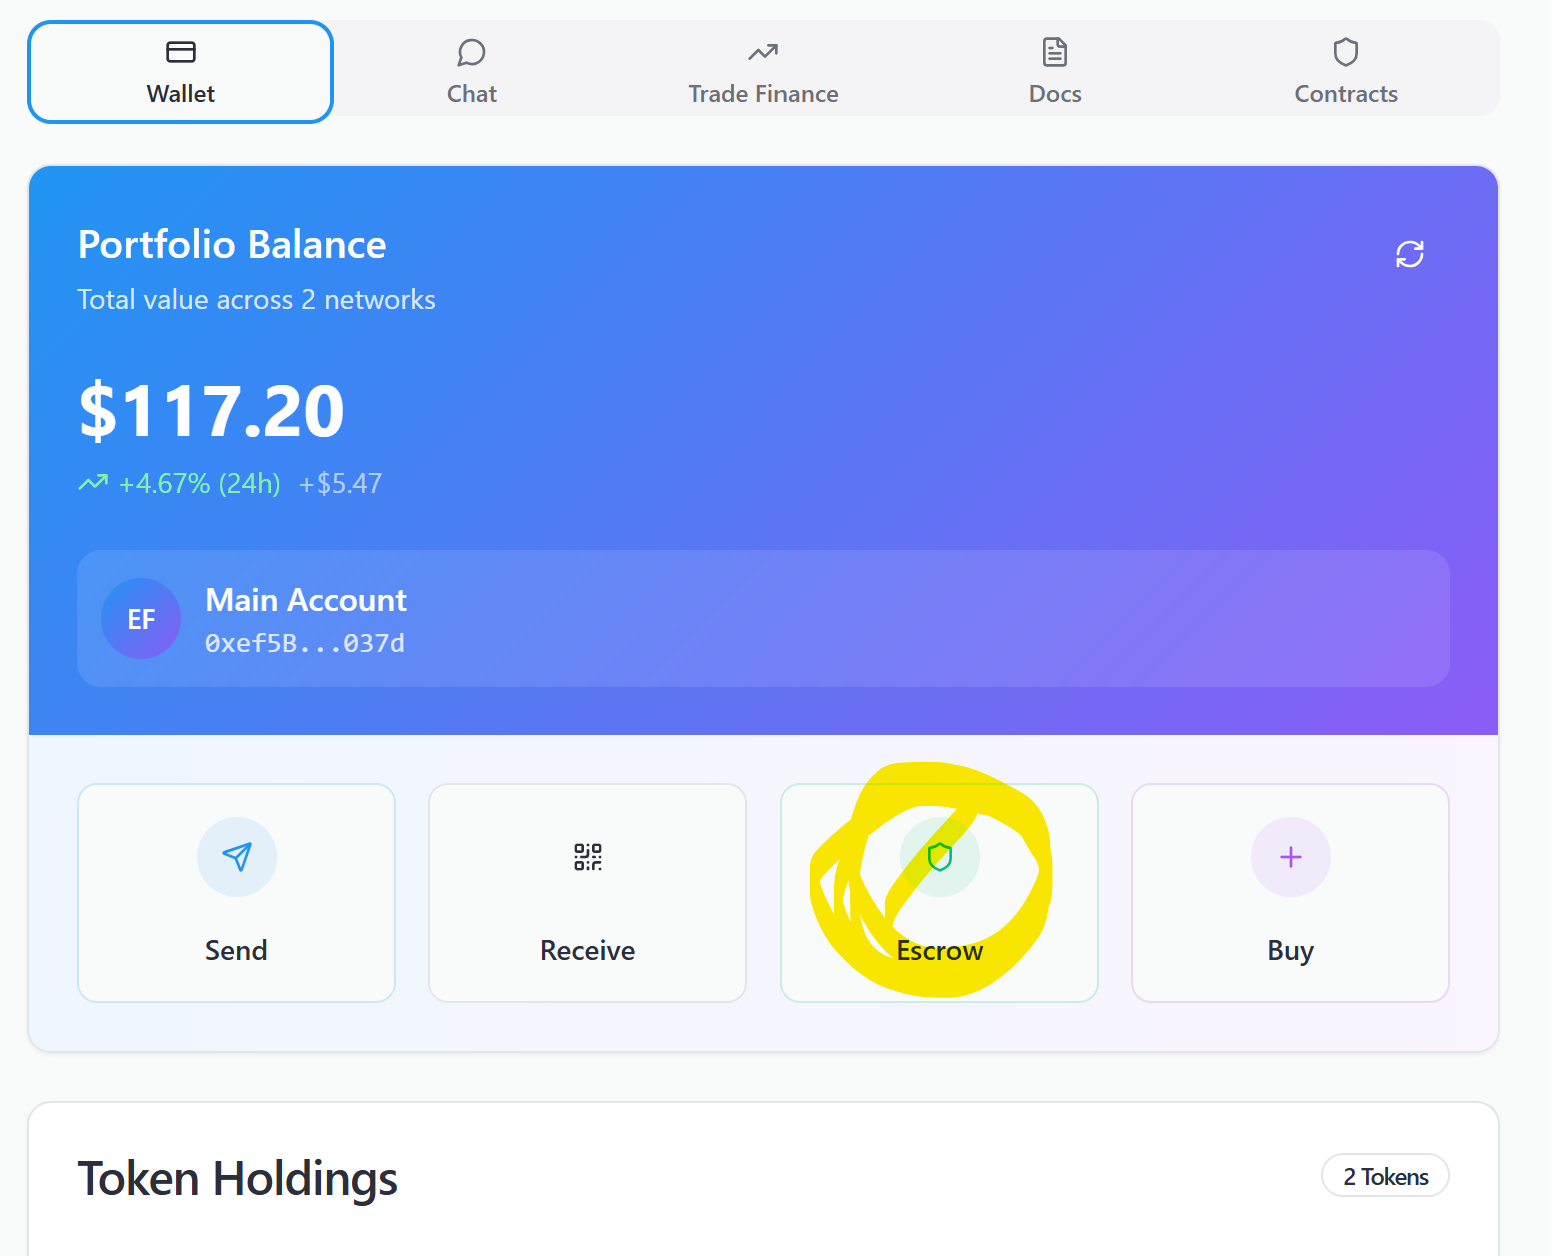 Wallet
Chat
Trade Finance
Docs
Contracts
Portfolio Balance
Total value across 2 networks
$117.20
+4.67% (24h) +$5.47
EF
Main Account
0xef5B...037d
Send
Receive
Escrow
Buy
Token Holdings
2 Tokens